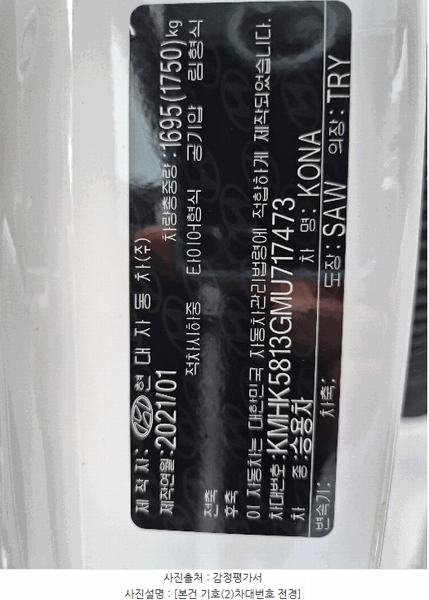 제 작 자: 현 대 자 동 차(주)
제작연월: 2021/01 차량총중량:1695(1750)kg
적차시하중 타이어형식 공기압 림형식
전축
후축
이 자동차는 대한민국 자동차관리법령에 적합하게 제작되었습니다.
차대번호: KMHK5813GMU717473
차 종: 승용차 차 명: KONA
변속기: 차축: 도장: SAW 의장: TRY
사진출처 : 감정평가서
사진설명 : [본건 기호(2)차대번호 전경]